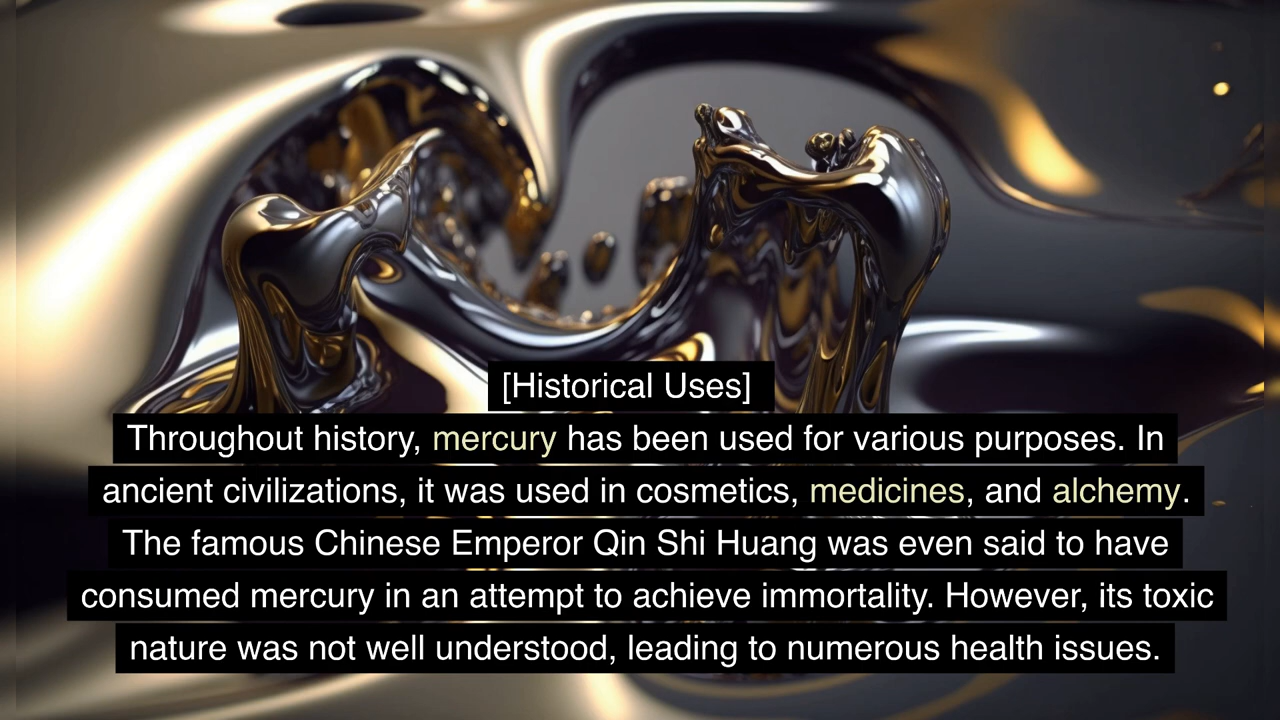 [Historical Uses]
Throughout history, mercury has been used for various purposes. In
ancient civilizations, it was used in cosmetics, medicines, and alchemy.
The famous Chinese Emperor Qin Shi Huang was even said to have
consumed mercury in an attempt to achieve immortality. However, its toxic
nature was not well understood, leading to numerous health issues.